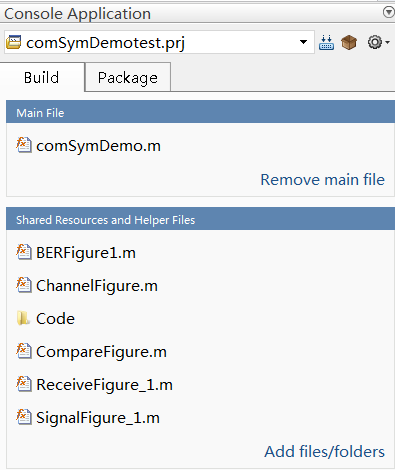 Console Application
comSymDemotest.prj
Build
Package
Main File
comSymDemo.m
Remove main file
Shared Resources and Helper Files
BERFigure1.m
ChannelFigure.m
Code
CompareFigure.m
ReceiveFigure_1.m
SignalFigure_1.m
Add files/folders